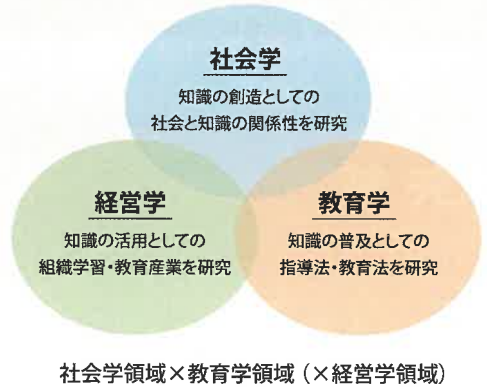 社会学
知識の創造としての
社会と知識の関係性を研究
経営学
知識の活用としての
組織学習・教育産業を研究
教育学
知識の普及としての
指導法・教育法を研究
社会学領域×教育学領域（×経営学領域）